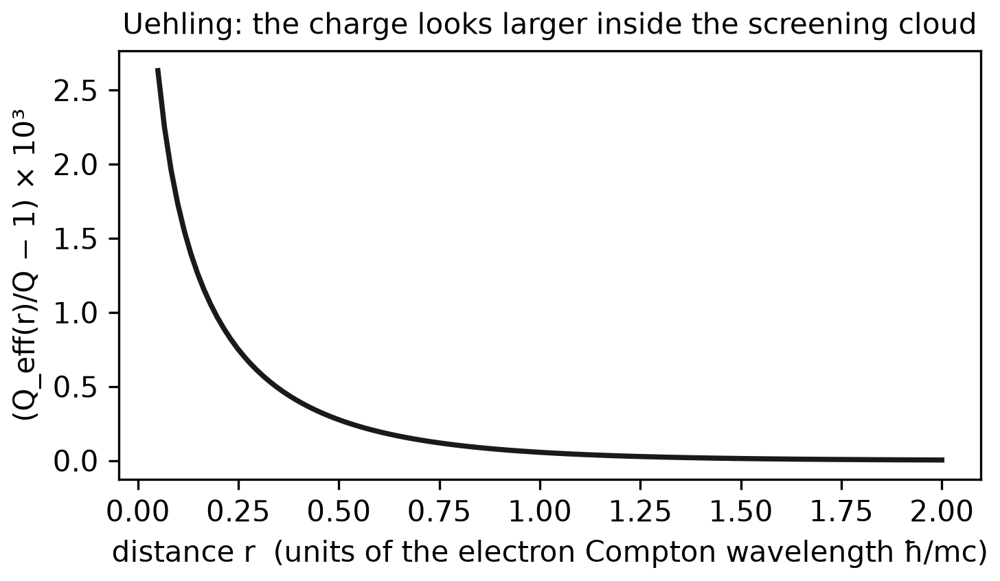 Uehling: the charge looks larger inside the screening cloud
(Q_eff(r)/Q − 1) × 10³
2.5
2.0
1.5
1.0
0.5
0.0
0.00 0.25 0.50 0.75 1.00 1.25 1.50 1.75 2.00
distance r  (units of the electron Compton wavelength ħ/mc)